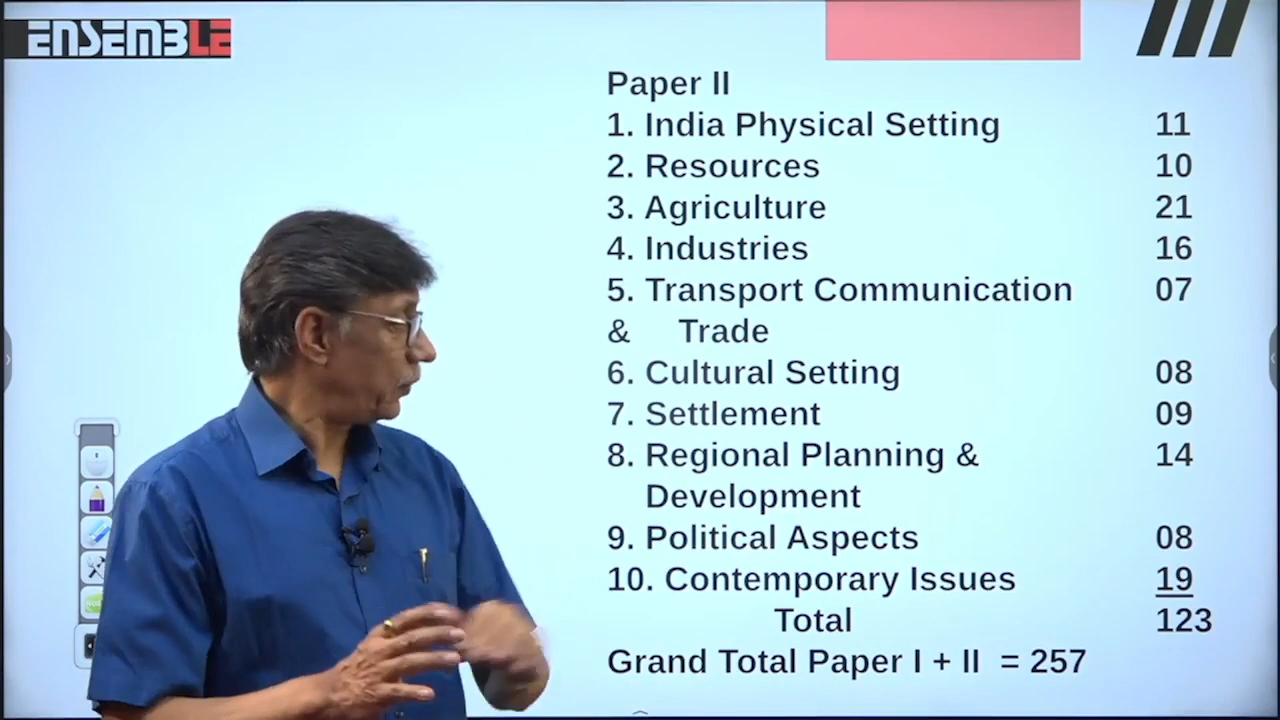 ENSEMBLE
Paper II
1. India Physical Setting 11
2. Resources 10
3. Agriculture 21
4. Industries 16
5. Transport Communication 07
& Trade
6. Cultural Setting 08
7. Settlement 09
8. Regional Planning & 14
Development
9. Political Aspects 08
10. Contemporary Issues 19
Total 123
Grand Total Paper I + II = 257